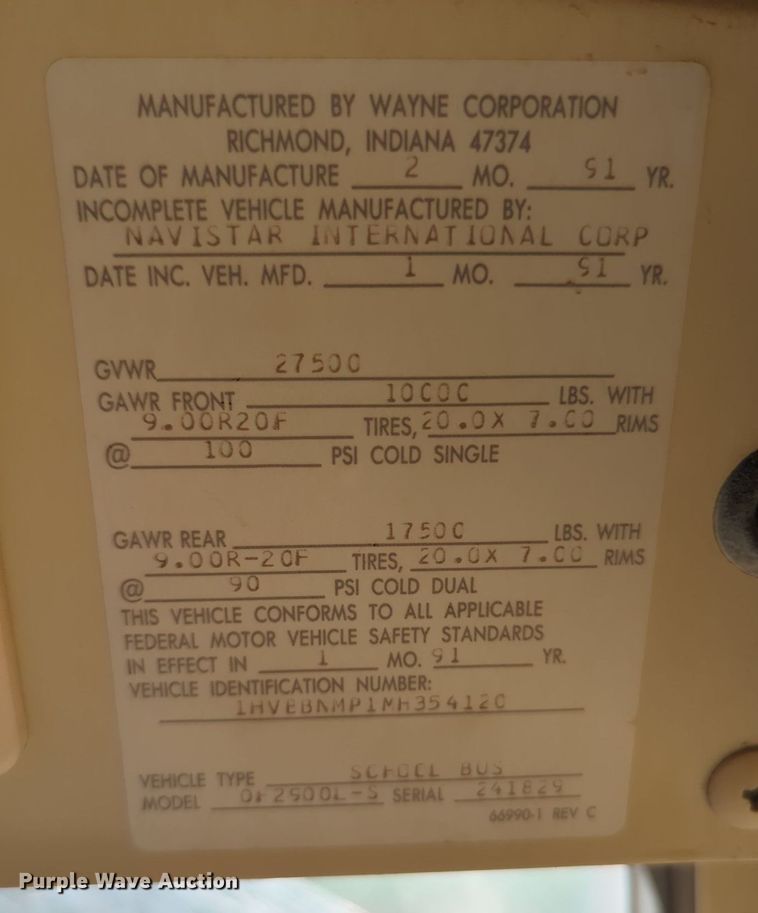 MANUFACTURED BY WAYNE CORPORATION
RICHMOND, INDIANA 47374
DATE OF MANUFACTURE 2 MO. 91 YR.
INCOMPLETE VEHICLE MANUFACTURED BY:
NAVISTAR INTERNATIONAL CORP
DATE INC. VEH. MFD. 1 MO. 91 YR.
GVWR 27500
GAWR FRONT 10000 LBS. WITH
9.00R20F TIRES, 20.0X 7.00 RIMS
@ 100 PSI COLD SINGLE
GAWR REAR 17500 LBS. WITH
9.00R-20F TIRES, 20.0X 7.00 RIMS
@ 90 PSI COLD DUAL
THIS VEHICLE CONFORMS TO ALL APPLICABLE
FEDERAL MOTOR VEHICLE SAFETY STANDARDS
IN EFFECT IN 1 MO. 91 YR.
VEHICLE IDENTIFICATION NUMBER:
1HVEBNMP1MH354120
VEHICLE TYPE SCHOOL BUS
MODEL SERIAL 241829
66990-1 REV C
Purple Wave Auction